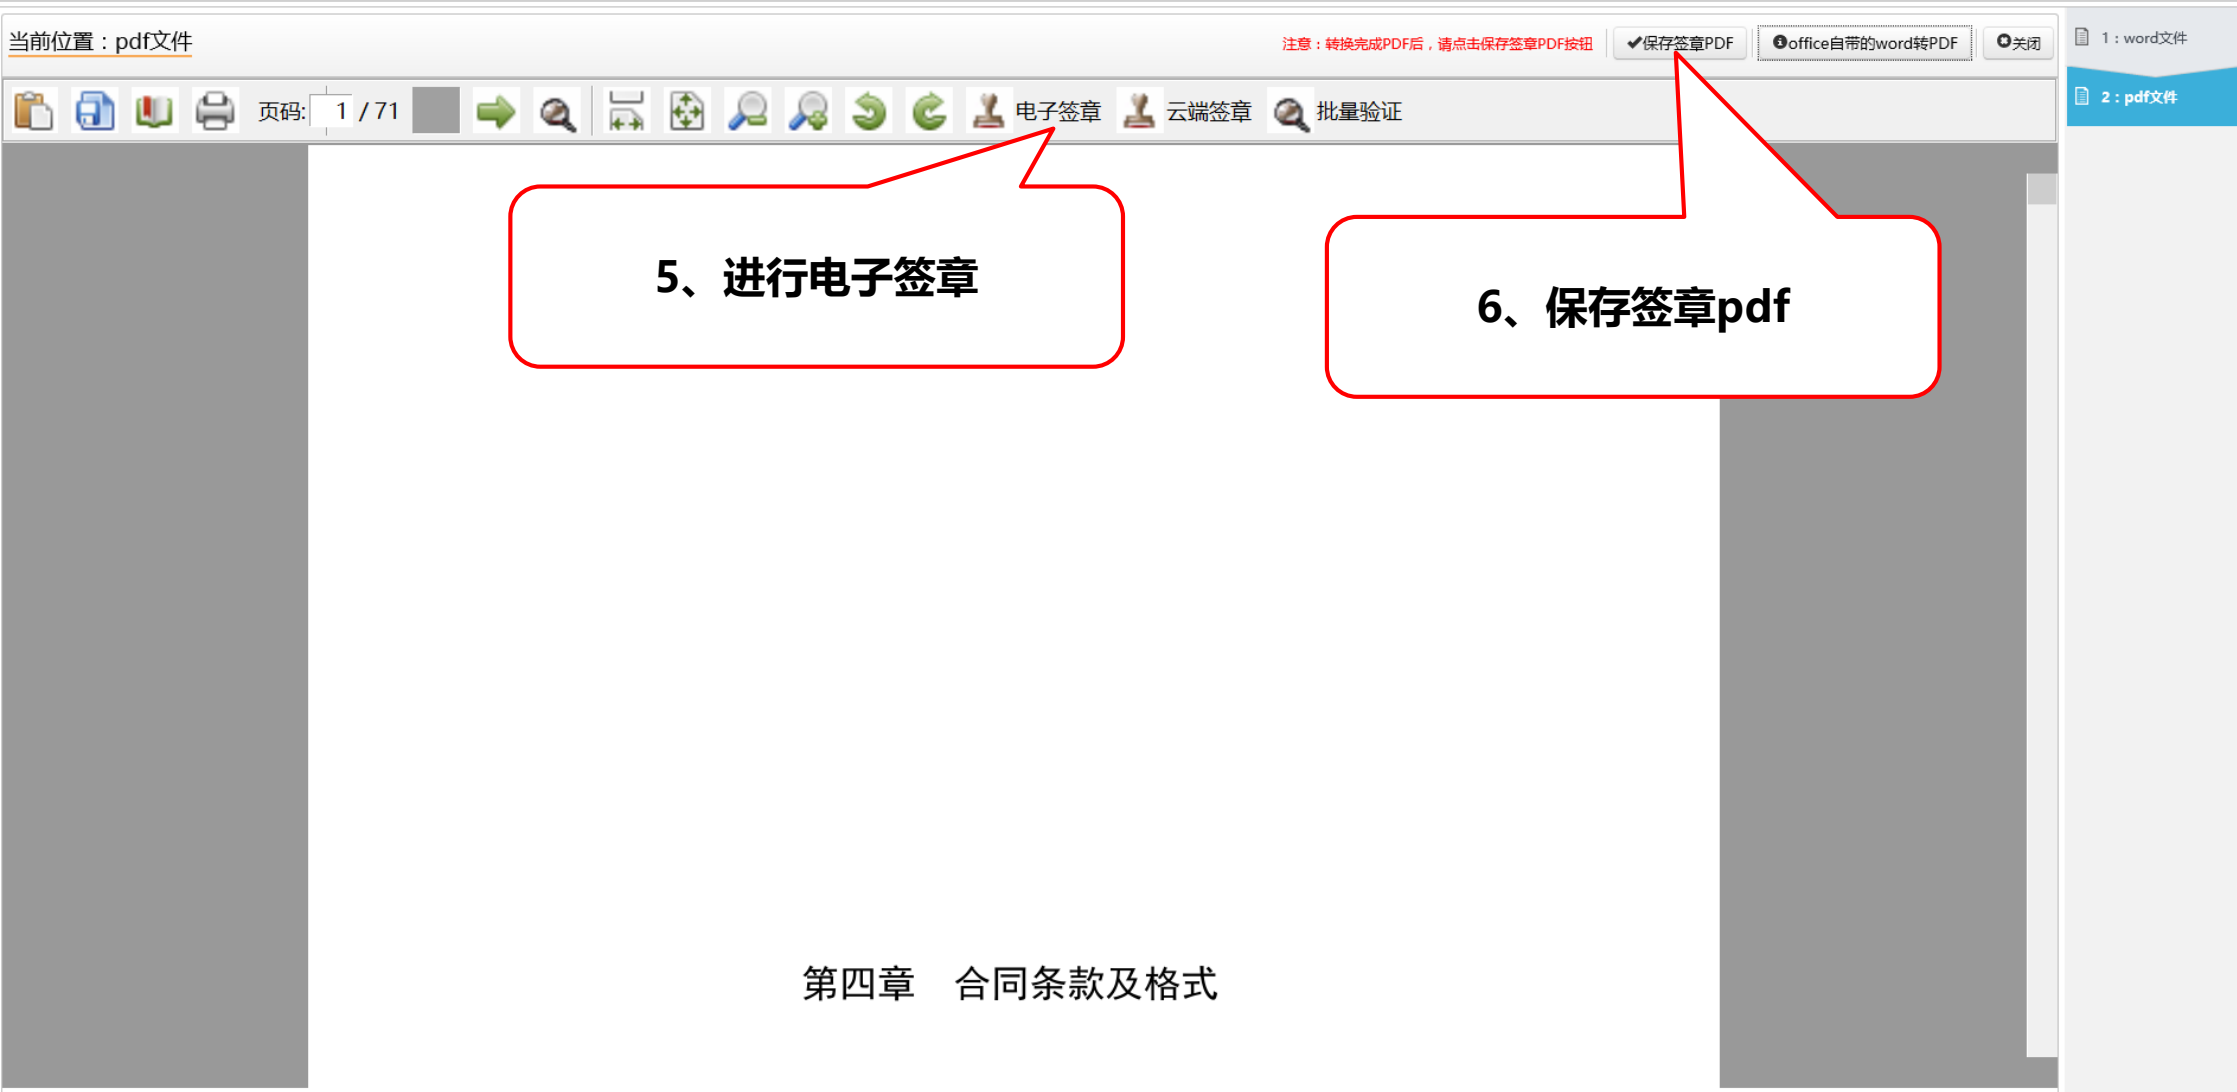 当前位置：pdf文件
注意：转换完成PDF后，请点击保存签章PDF按钮
保存签章PDF
office自带的word转PDF
关闭
1：word文件
2：pdf文件
页码: 1 / 71
电子签章
云端签章
批量验证
5、进行电子签章
6、保存签章pdf
第四章　合同条款及格式